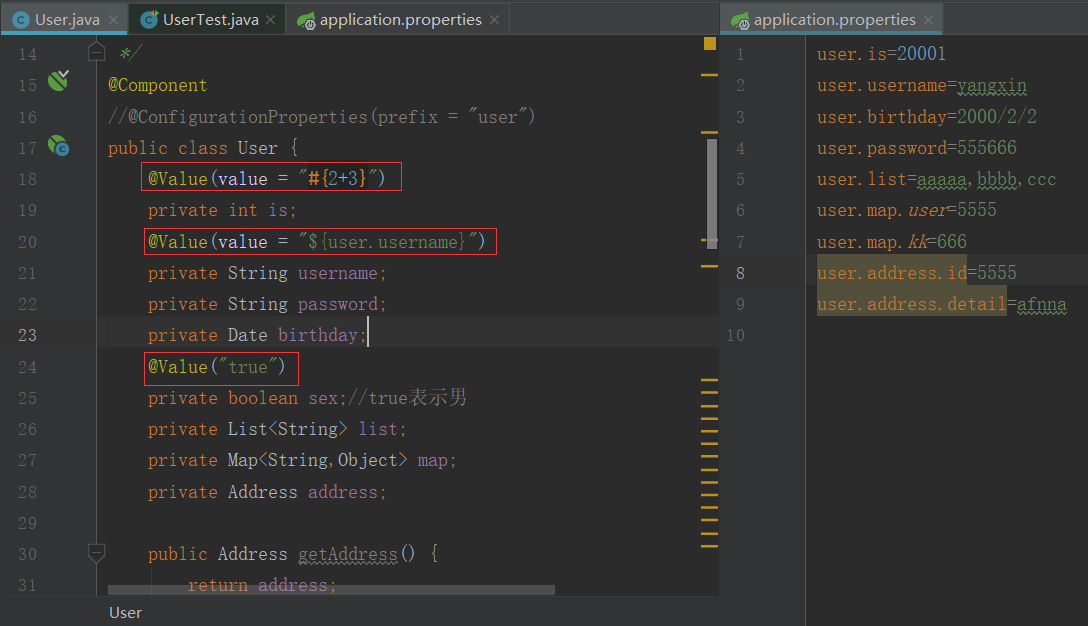 User.java
UserTest.java
application.properties
14 */
15 @Component
16 //@ConfigurationProperties(prefix = "user")
17 public class User {
18 @Value(value = "#{2+3}")
19 private int is;
20 @Value(value = "${user.username}")
21 private String username;
22 private String password;
23 private Date birthday;
24 @Value("true")
25 private boolean sex;//true表示男
26 private List<String> list;
27 private Map<String,Object> map;
28 private Address address;
29
30 public Address getAddress() {
31 return address;
User
application.properties
1 user.is=20001
2 user.username=yangxin
3 user.birthday=2000/2/2
4 user.password=555666
5 user.list=aaaaa,bbbb,ccc
6 user.map.user=5555
7 user.map.kk=666
8 user.address.id=5555
9 user.address.detail=afnna
10